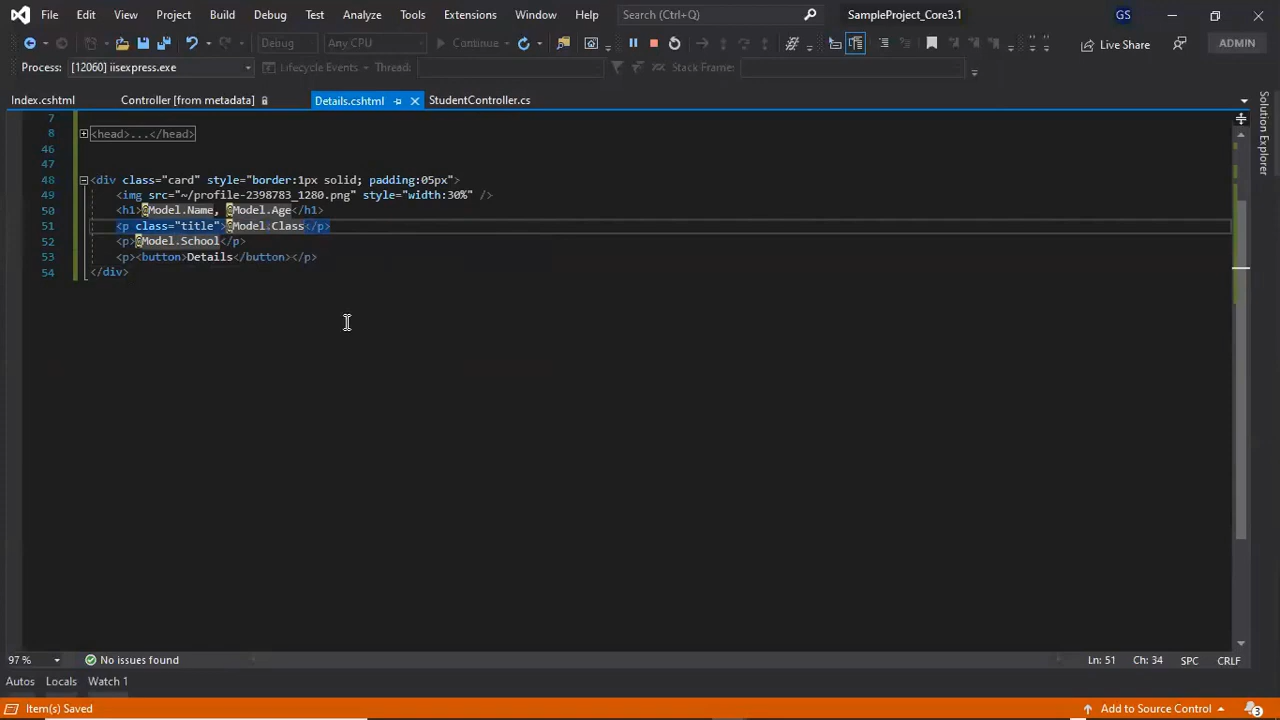 File Edit View Project Build Debug Test Analyze Tools Extensions Window Help Search (Ctrl+Q) SampleProject_Core3.1 GS
Debug Any CPU Continue Live Share ADMIN
Process: [12060] iisexpress.exe Lifecycle Events Thread: Stack Frame:
Index.cshtml Controller [from metadata] Details.cshtml StudentController.cs
Solution Explorer
7
8 <head>...</head>
46
47
48 <div class="card" style="border:1px solid; padding:05px">
49 <img src="~/profile-2398783_1280.png" style="width:30%" />
50 <h1>@Model.Name, @Model.Age</h1>
51 <p class="title">@Model.Class</p>
52 <p>@Model.School</p>
53 <p><button>Details</button></p>
54 </div>
97 % No issues found Ln: 51 Ch: 34 SPC CRLF
Autos Locals Watch 1
Item(s) Saved Add to Source Control 3